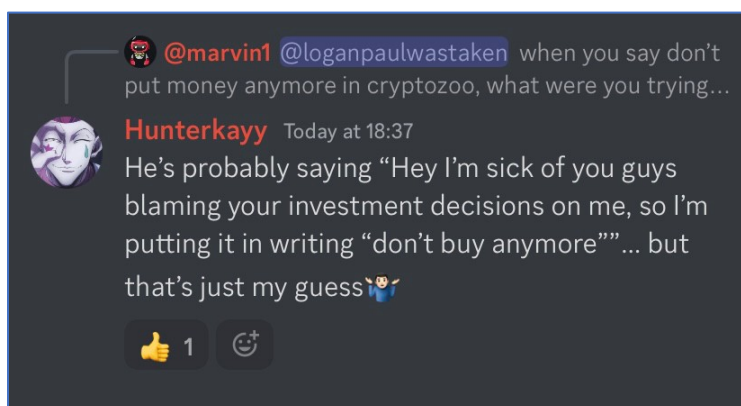 @marvin1 @loganpaulwastaken when you say don't
put money anymore in cryptozoo, what were you trying...
Hunterkayy Today at 18:37
He's probably saying “Hey I'm sick of you guys
blaming your investment decisions on me, so I'm
putting it in writing “don't buy anymore””... but
that's just my guess🤷🏻‍♂️
👍 1